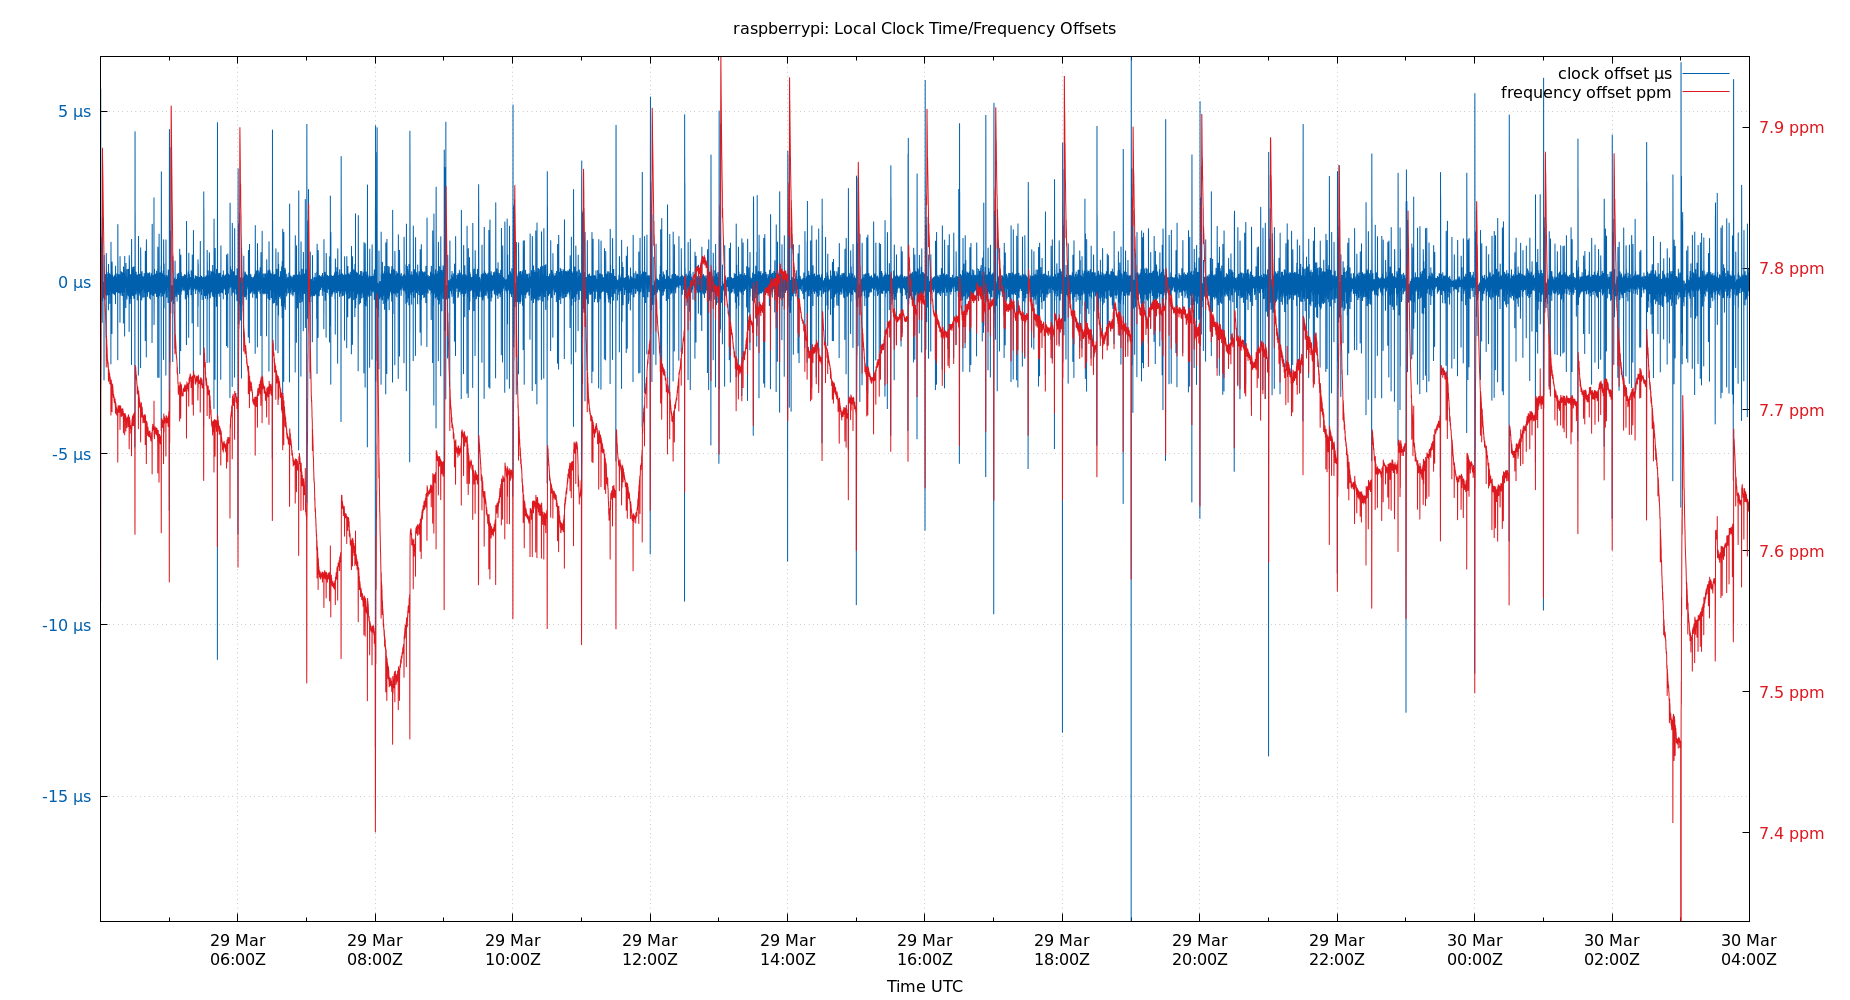 raspberrypi: Local Clock Time/Frequency Offsets
clock offset µs
frequency offset ppm
5 µs
0 µs
-5 µs
-10 µs
-15 µs
7.9 ppm
7.8 ppm
7.7 ppm
7.6 ppm
7.5 ppm
7.4 ppm
29 Mar 29 Mar 29 Mar 29 Mar 29 Mar 29 Mar 29 Mar 29 Mar 29 Mar 30 Mar 30 Mar 30 Mar
06:00Z 08:00Z 10:00Z 12:00Z 14:00Z 16:00Z 18:00Z 20:00Z 22:00Z 00:00Z 02:00Z 04:00Z
Time UTC